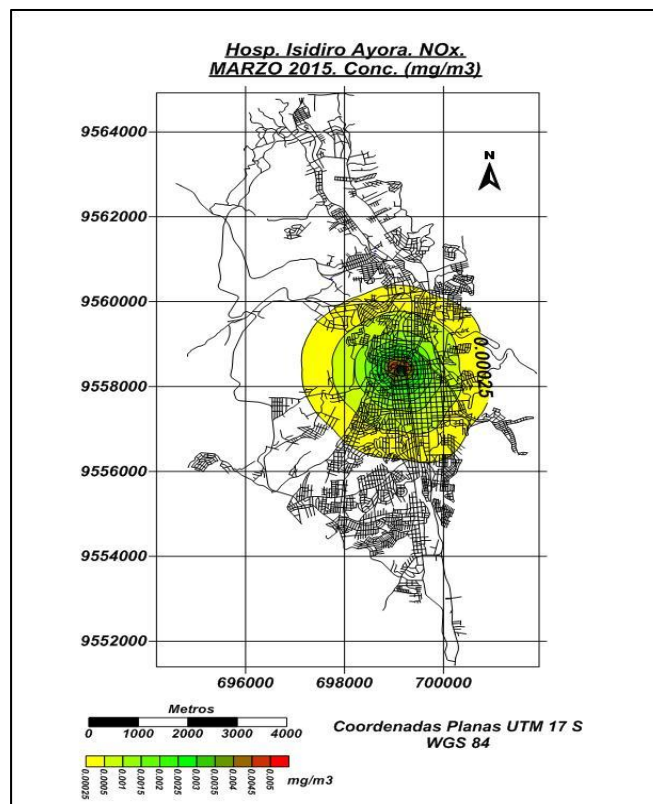 Hosp. Isidiro Ayora. NOx.
MARZO 2015. Conc. (mg/m3)
9564000
N
9562000
9560000
0.00025
9558000
9556000
9554000
9552000
696000 698000 700000
Metros
0 1000 2000 3000 4000
Coordenadas Planas UTM 17 S
WGS 84
0.00025 0.0005 0.001 0.0015 0.002 0.0025 0.003 0.0035 0.004 0.0045 0.005
mg/m3